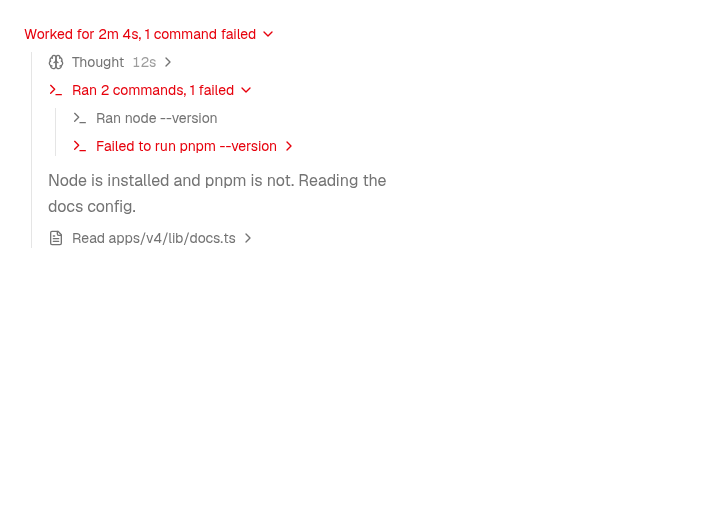 Worked for 2m 4s, 1 command failed
Thought 12s
Ran 2 commands, 1 failed
Ran node --version
Failed to run pnpm --version
Node is installed and pnpm is not. Reading the
docs config.
Read apps/v4/lib/docs.ts